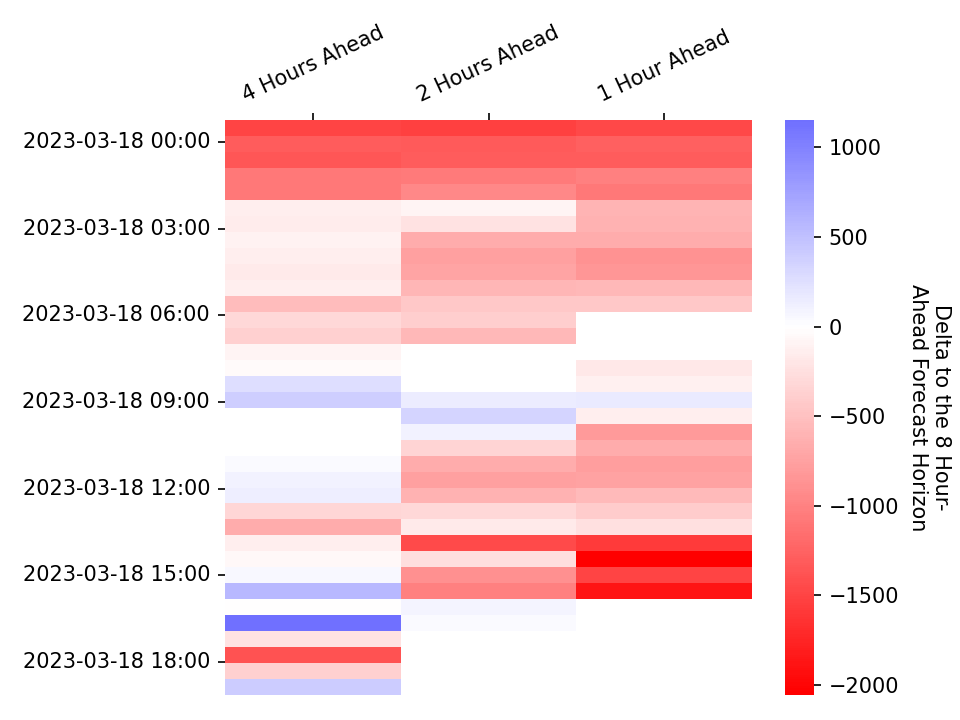 4 Hours Ahead
2 Hours Ahead
1 Hour Ahead
2023-03-18 00:00
2023-03-18 03:00
2023-03-18 06:00
2023-03-18 09:00
2023-03-18 12:00
2023-03-18 15:00
2023-03-18 18:00
1000
500
0
−500
−1000
−1500
−2000
Delta to the 8 Hour-
Ahead Forecast Horizon